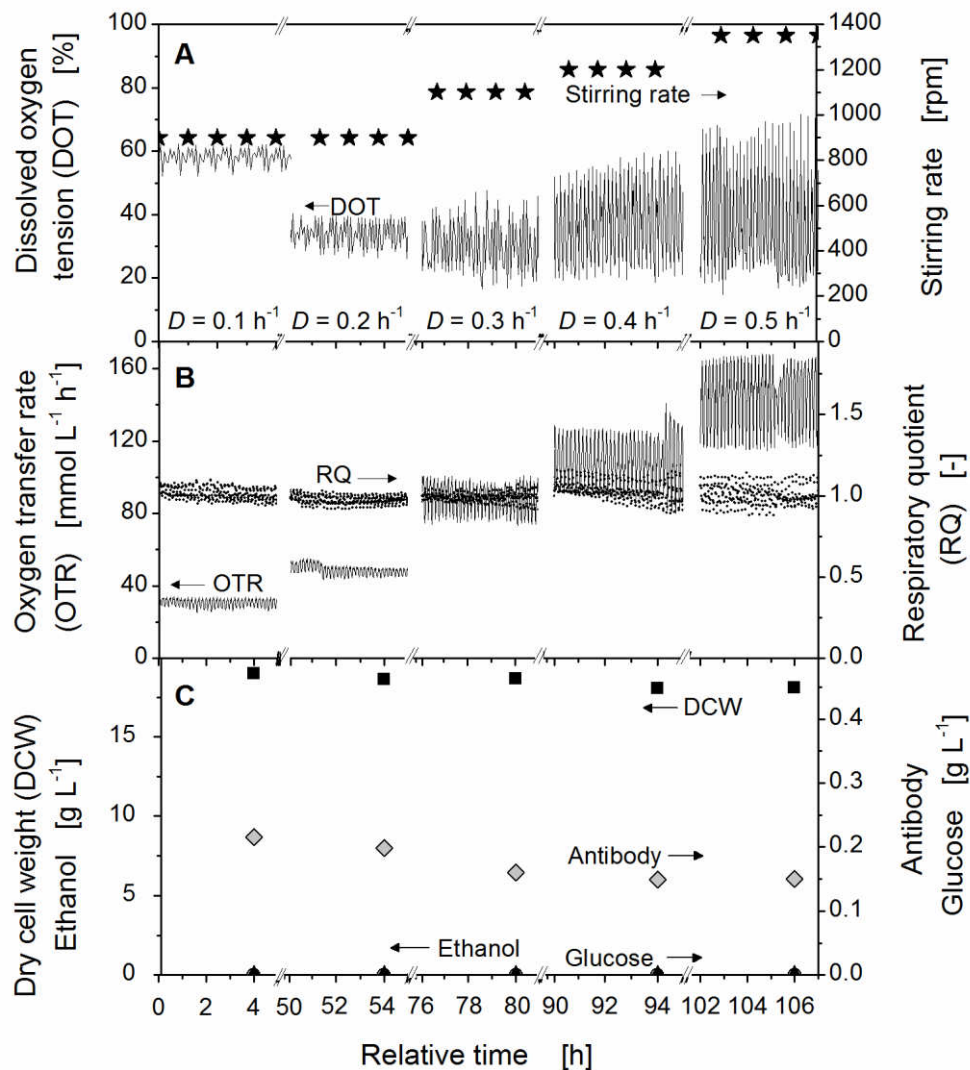 A
Dissolved oxygen
tension (DOT) [%]
100
80
60
40
20
0
Stirring rate
DOT
D = 0.1 h⁻¹
D = 0.2 h⁻¹
D = 0.3 h⁻¹
D = 0.4 h⁻¹
D = 0.5 h⁻¹
1400
1200
1000
800
600
400
200
0
Stirring rate [rpm]
B
Oxygen transfer rate
(OTR) [mmol L⁻¹ h⁻¹]
160
120
80
40
0
RQ
OTR
1.5
1.0
0.5
0.0
Respiratory quotient
(RQ) [-]
C
Dry cell weight (DCW)
Ethanol [g L⁻¹]
15
10
5
0
DCW
Antibody
Ethanol
Glucose
0.4
0.3
0.2
0.1
0.0
Antibody
Glucose [g L⁻¹]
0 2 4 50 52 54 76 78 80 90 92 94 102 104 106
Relative time [h]